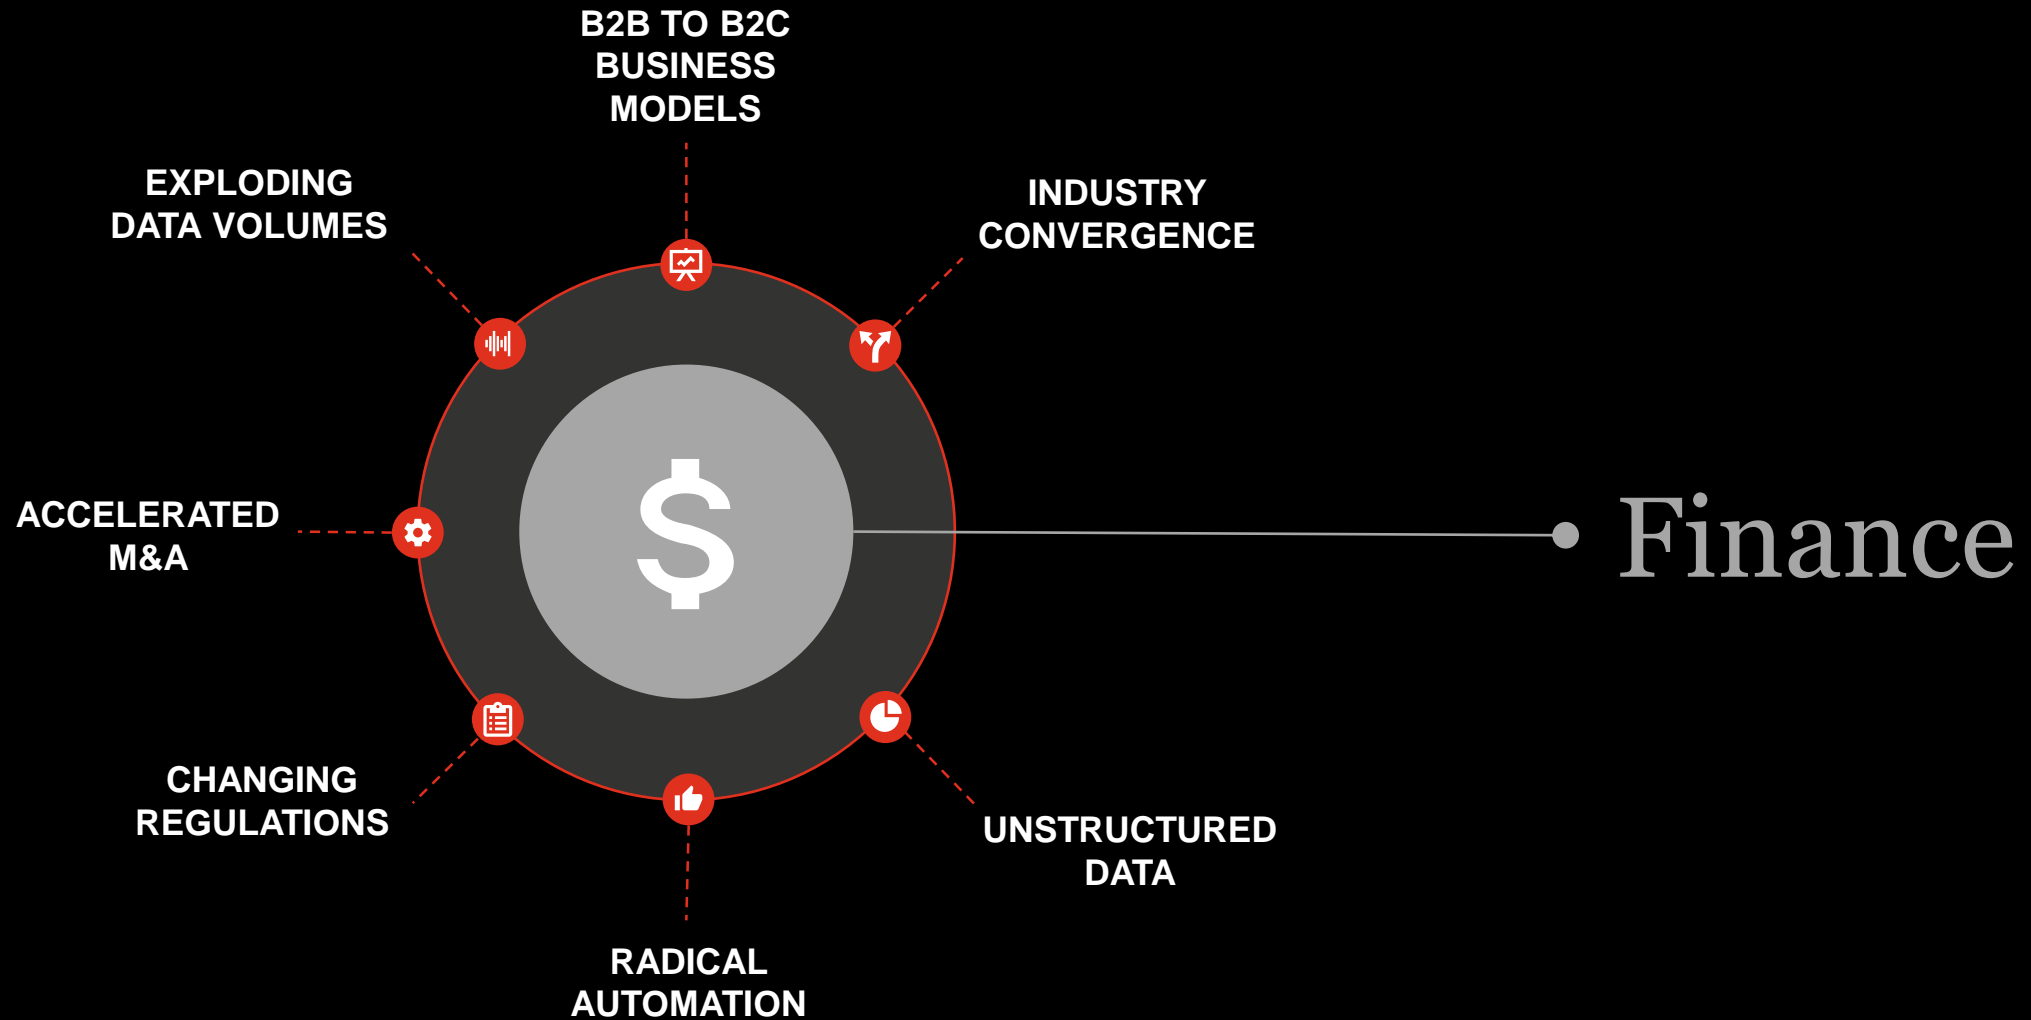 B2B TO B2C
BUSINESS
MODELS
EXPLODING
DATA VOLUMES
INDUSTRY
CONVERGENCE
ACCELERATED
M&A
$
Finance
CHANGING
REGULATIONS
UNSTRUCTURED
DATA
RADICAL
AUTOMATION